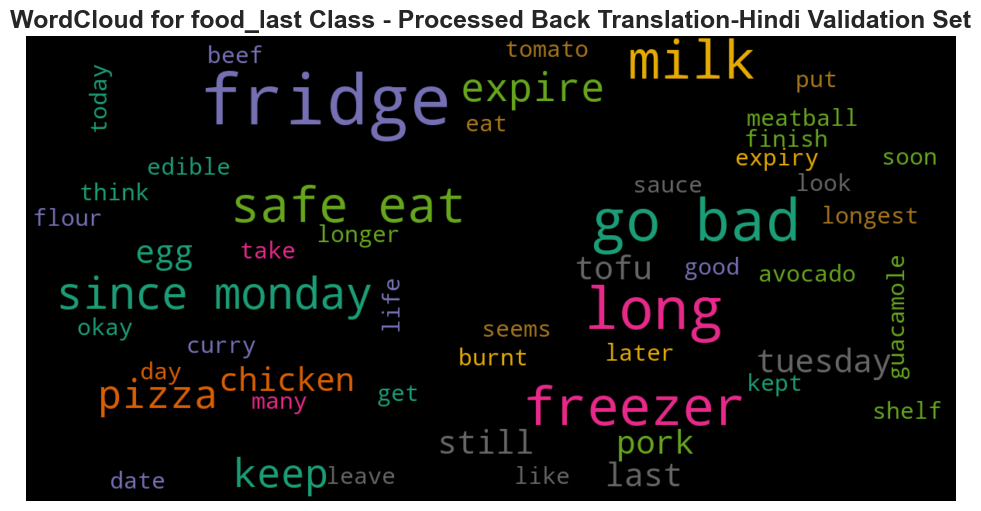 WordCloud for food_last Class - Processed Back Translation-Hindi Validation Set
beef
tomato
milk
today
fridge
expire
put
eat
meatball
finish
edible
expiry
soon
think
safe eat
sauce
look
flour
longer
go bad
longest
egg
take
tofu
good
avocado
since monday
life
long
guacamole
okay
seems
curry
burnt
later
tuesday
day
chicken
kept
pizza
many
get
freezer
shelf
still
pork
date
keep
leave
like
last